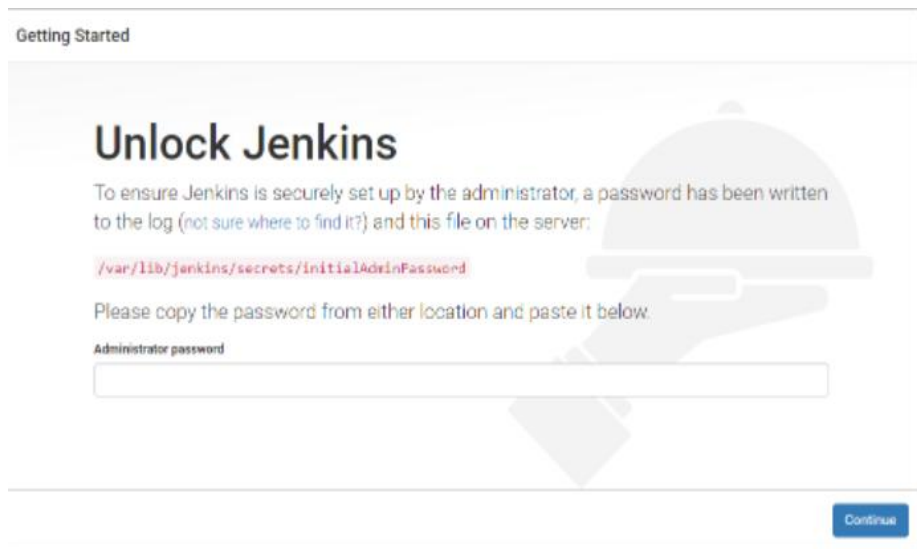 Getting Started
Unlock Jenkins
To ensure Jenkins is securely set up by the administrator, a password has been written
to the log (not sure where to find it?) and this file on the server:
/var/lib/jenkins/secrets/initialAdminPassword
Please copy the password from either location and paste it below.
Administrator password
Continue